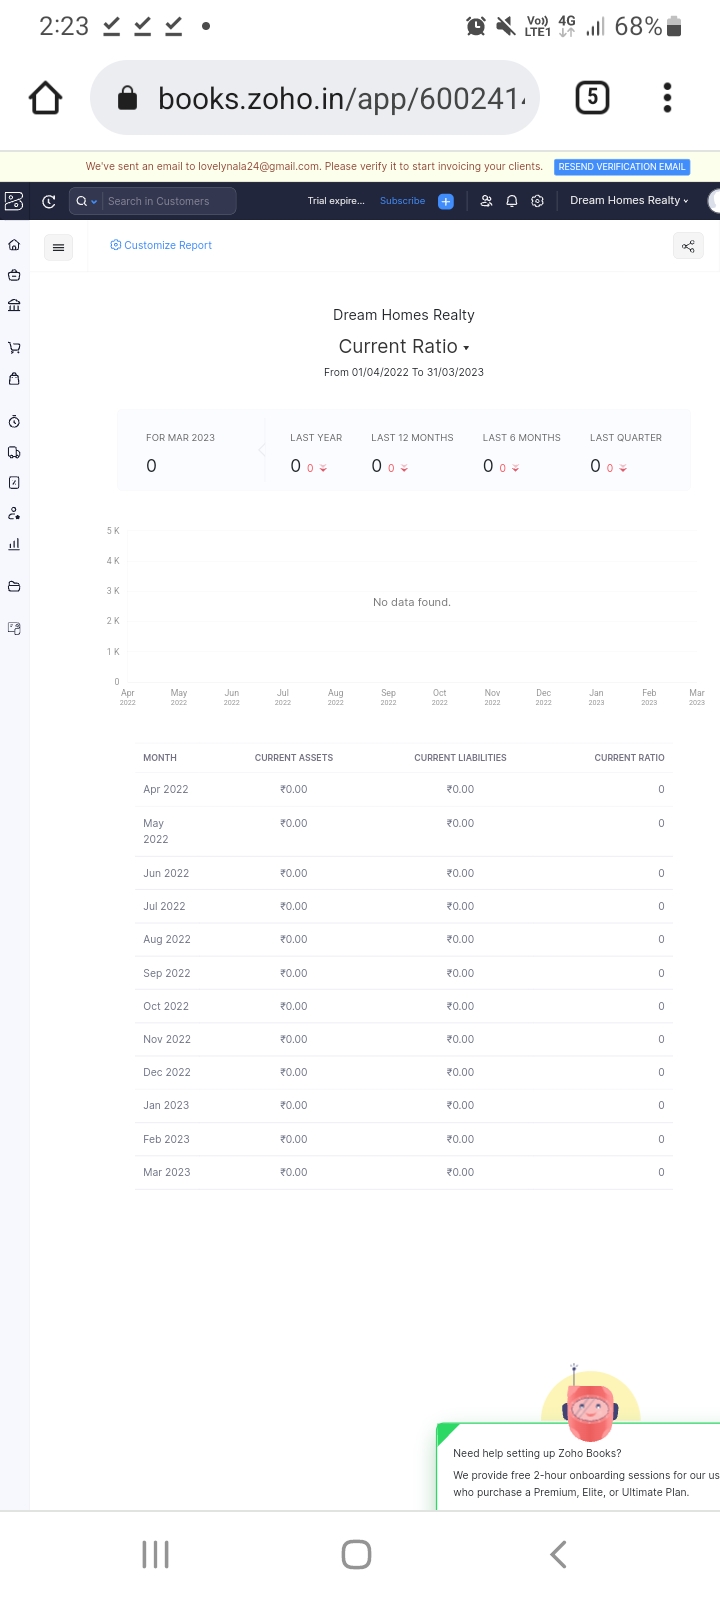 2:23 Vo)) LTE1 4G 68%
books.zoho.in/app/600241
5
We've sent an email to lovelynala24@gmail.com. Please verify it to start invoicing your clients. RESEND VERIFICATION EMAIL
Search in Customers Trial expire... Subscribe Dream Homes Realty
Customize Report
Dream Homes Realty
Current Ratio
From 01/04/2022 To 31/03/2023
FOR MAR 2023 LAST YEAR LAST 12 MONTHS LAST 6 MONTHS LAST QUARTER
0 0 0 0 0 0 0 0 0
5 K
4 K
3 K
No data found.
2 K
1 K
0
Apr May Jun Jul Aug Sep Oct Nov Dec Jan Feb Mar
2022 2022 2022 2022 2022 2022 2022 2022 2022 2023 2023 2023
MONTH CURRENT ASSETS CURRENT LIABILITIES CURRENT RATIO
Apr 2022 ₹0.00 ₹0.00 0
May ₹0.00 ₹0.00 0
2022
Jun 2022 ₹0.00 ₹0.00 0
Jul 2022 ₹0.00 ₹0.00 0
Aug 2022 ₹0.00 ₹0.00 0
Sep 2022 ₹0.00 ₹0.00 0
Oct 2022 ₹0.00 ₹0.00 0
Nov 2022 ₹0.00 ₹0.00 0
Dec 2022 ₹0.00 ₹0.00 0
Jan 2023 ₹0.00 ₹0.00 0
Feb 2023 ₹0.00 ₹0.00 0
Mar 2023 ₹0.00 ₹0.00 0
Need help setting up Zoho Books?
We provide free 2-hour onboarding sessions for our us
who purchase a Premium, Elite, or Ultimate Plan.